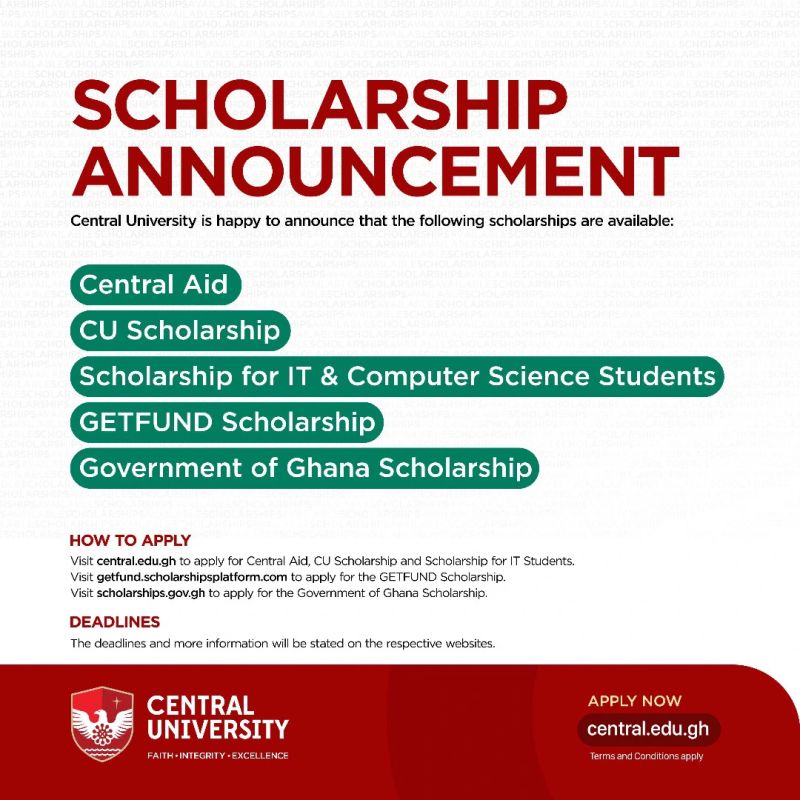 SCHOLARSHIP
ANNOUNCEMENT
Central University is happy to announce that the following scholarships are available:
Central Aid
CU Scholarship
Scholarship for IT & Computer Science Students
GETFUND Scholarship
Government of Ghana Scholarship
HOW TO APPLY
Visit central.edu.gh to apply for Central Aid, CU Scholarship and Scholarship for IT Students.
Visit getfund.scholarshipsplatform.com to apply for the GETFUND Scholarship.
Visit scholarships.gov.gh to apply for the Government of Ghana Scholarship.
DEADLINES
The deadlines and more information will be stated on the respective websites.
CENTRAL
UNIVERSITY
FAITH • INTEGRITY • EXCELLENCE
APPLY NOW
central.edu.gh
Terms and Conditions apply